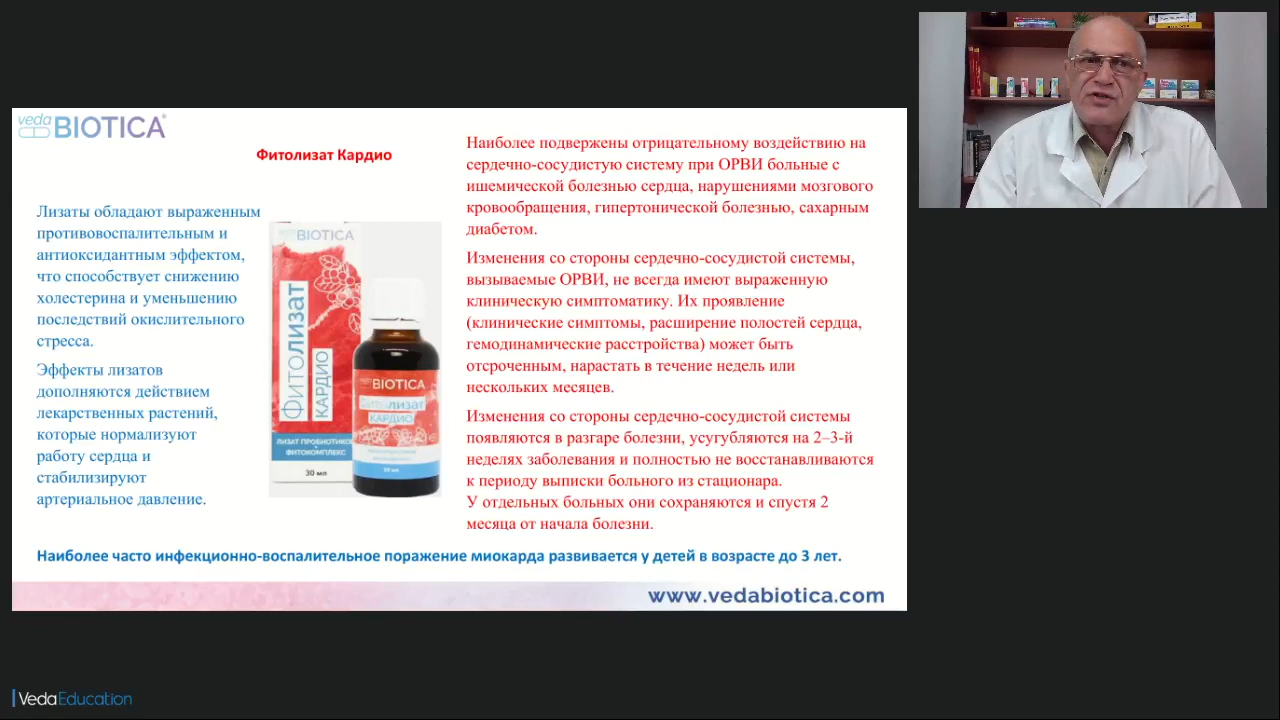 veda
BIOTICA
Фитолизат Кардио
Лизаты обладают выраженным
противовоспалительным и
антиоксидантным эффектом,
что способствует снижению
холестерина и уменьшению
последствий окислительного
стресса.
Эффекты лизатов
дополняются действием
лекарственных растений,
которые нормализуют
работу сердца и
стабилизируют
артериальное давление.
BIOTICA
ФИТОЛИЗАТ
КАРДИО
ЛИЗАТ ПРОБИОТИКОВ
ФИТОКОМПЛЕКС
30 мл
BIOTICA
Фитолизат
КАРДИО
Наиболее подвержены отрицательному воздействию на
сердечно-сосудистую систему при ОРВИ больные с
ишемической болезнью сердца, нарушениями мозгового
кровообращения, гипертонической болезнью, сахарным
диабетом.
Изменения со стороны сердечно-сосудистой системы,
вызываемые ОРВИ, не всегда имеют выраженную
клиническую симптоматику. Их проявление
(клинические симптомы, расширение полостей сердца,
гемодинамические расстройства) может быть
отсроченным, нарастать в течение недель или
нескольких месяцев.
Изменения со стороны сердечно-сосудистой системы
появляются в разгаре болезни, усугубляются на 2–3-й
неделях заболевания и полностью не восстанавливаются
к периоду выписки больного из стационара.
У отдельных больных они сохраняются и спустя 2
месяца от начала болезни.
Наиболее часто инфекционно-воспалительное поражение миокарда развивается у детей в возрасте до 3 лет.
www.vedabiotica.com
VedaEducation